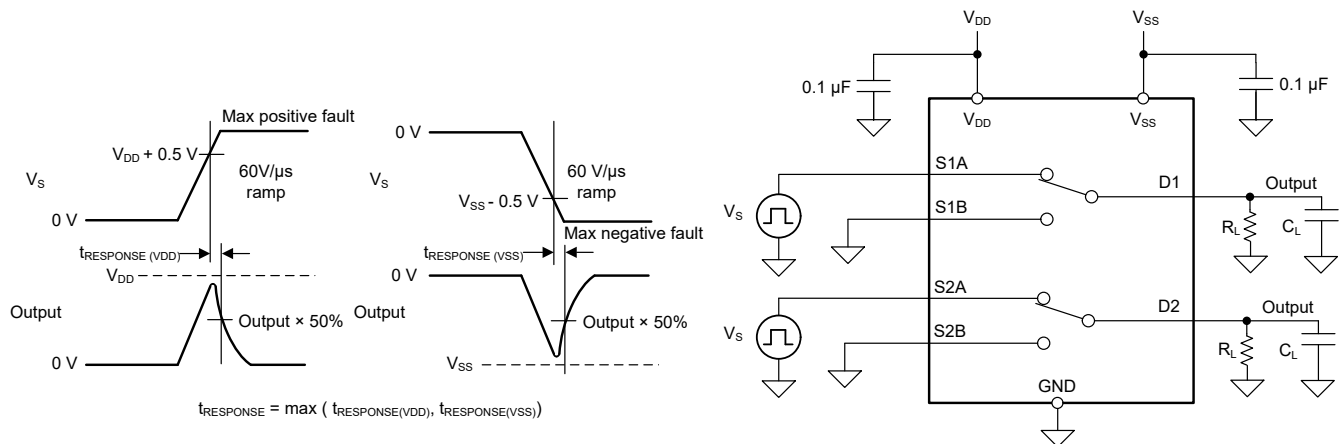 Max positive fault
V_DD + 0.5 V
60V/µs
ramp
V_S
0 V
t_RESPONSE (VDD)
V_DD
Output
Output × 50%
0 V
0 V
V_S
60 V/µs
ramp
V_SS - 0.5 V
Max negative fault
t_RESPONSE (VSS)
0 V
Output
Output × 50%
V_SS
t_RESPONSE = max ( t_RESPONSE(VDD), t_RESPONSE(VSS))
V_DD
V_SS
0.1 µF
0.1 µF
V_DD
V_SS
S1A
D1
Output
V_S
S1B
R_L
C_L
S2A
D2
Output
V_S
S2B
R_L
C_L
GND